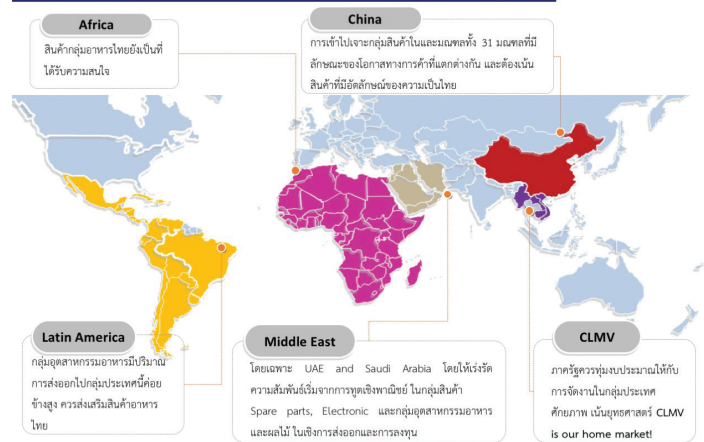 Africa
สินค้ากลุ่มอาหารไทยยังเป็นที่
ได้รับความสนใจ
China
การเข้าไปเจาะกลุ่มสินค้าในและมณฑลทั้ง 31 มณฑลที่มี
ลักษณะของโอกาสทางการค้าที่แตกต่างกัน และต้องเน้น
สินค้าที่มีอัตลักษณ์ของความเป็นไทย
Latin America
กลุ่มอุตสาหกรรมอาหารมีปริมาณ
การส่งออกไปกลุ่มประเทศนี้ค่อย
ข้างสูง ควรส่งเสริมสินค้าอาหาร
ไทย
Middle East
โดยเฉพาะ UAE and Saudi Arabia โดยให้เร่งรัด
ความสัมพันธ์เริ่มจากการทูตเชิงพาณิชย์ ในกลุ่มสินค้า
Spare parts, Electronic และกลุ่มอุตสาหกรรมอาหาร
และผลไม้ ในเชิงการส่งออกและการลงทุน
CLMV
ภาครัฐควรทุ่มงบประมาณให้กับ
การจัดงานในกลุ่มประเทศ
ศักยภาพ เน้นยุทธศาสตร์ CLMV
is our home market!